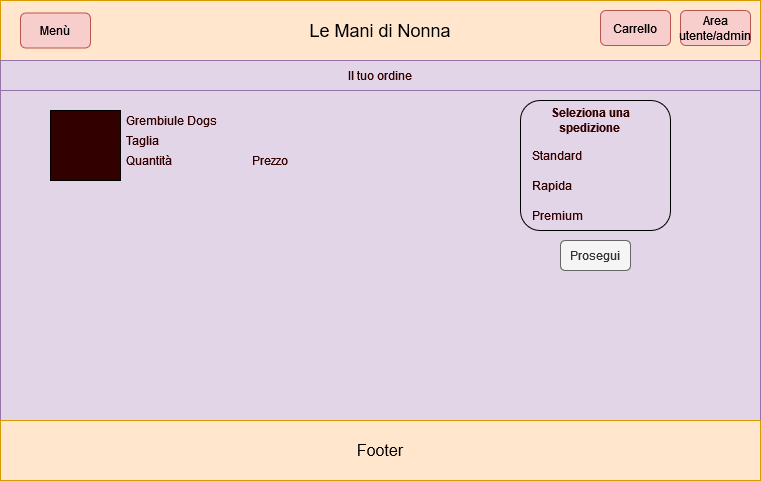 Menù
Le Mani di Nonna
Carrello
Area
utente/admin
Il tuo ordine
Grembiule Dogs
Taglia
Quantità
Prezzo
Seleziona una
spedizione
Standard
Rapida
Premium
Prosegui
Footer